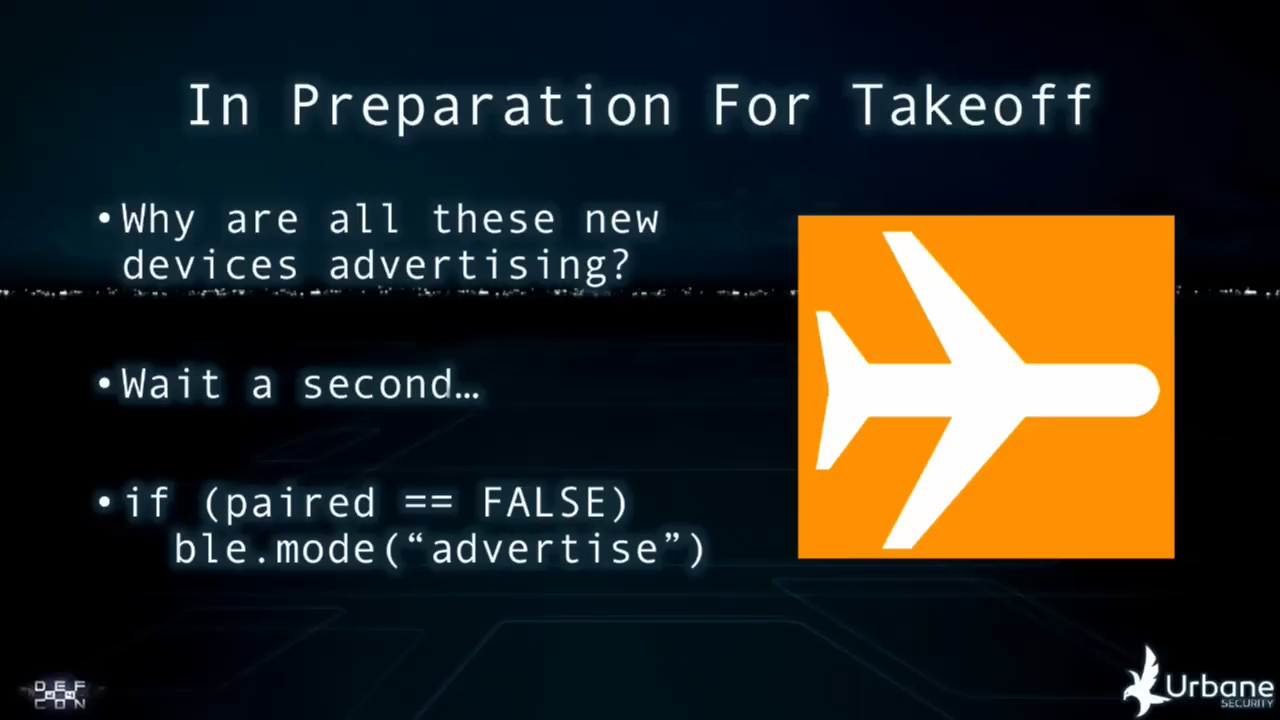 In Preparation For Takeoff
•Why are all these new
devices advertising?
•Wait a second…
•if (paired == FALSE)
ble.mode(“advertise”)
DEF
CON
Urbane
SECURITY